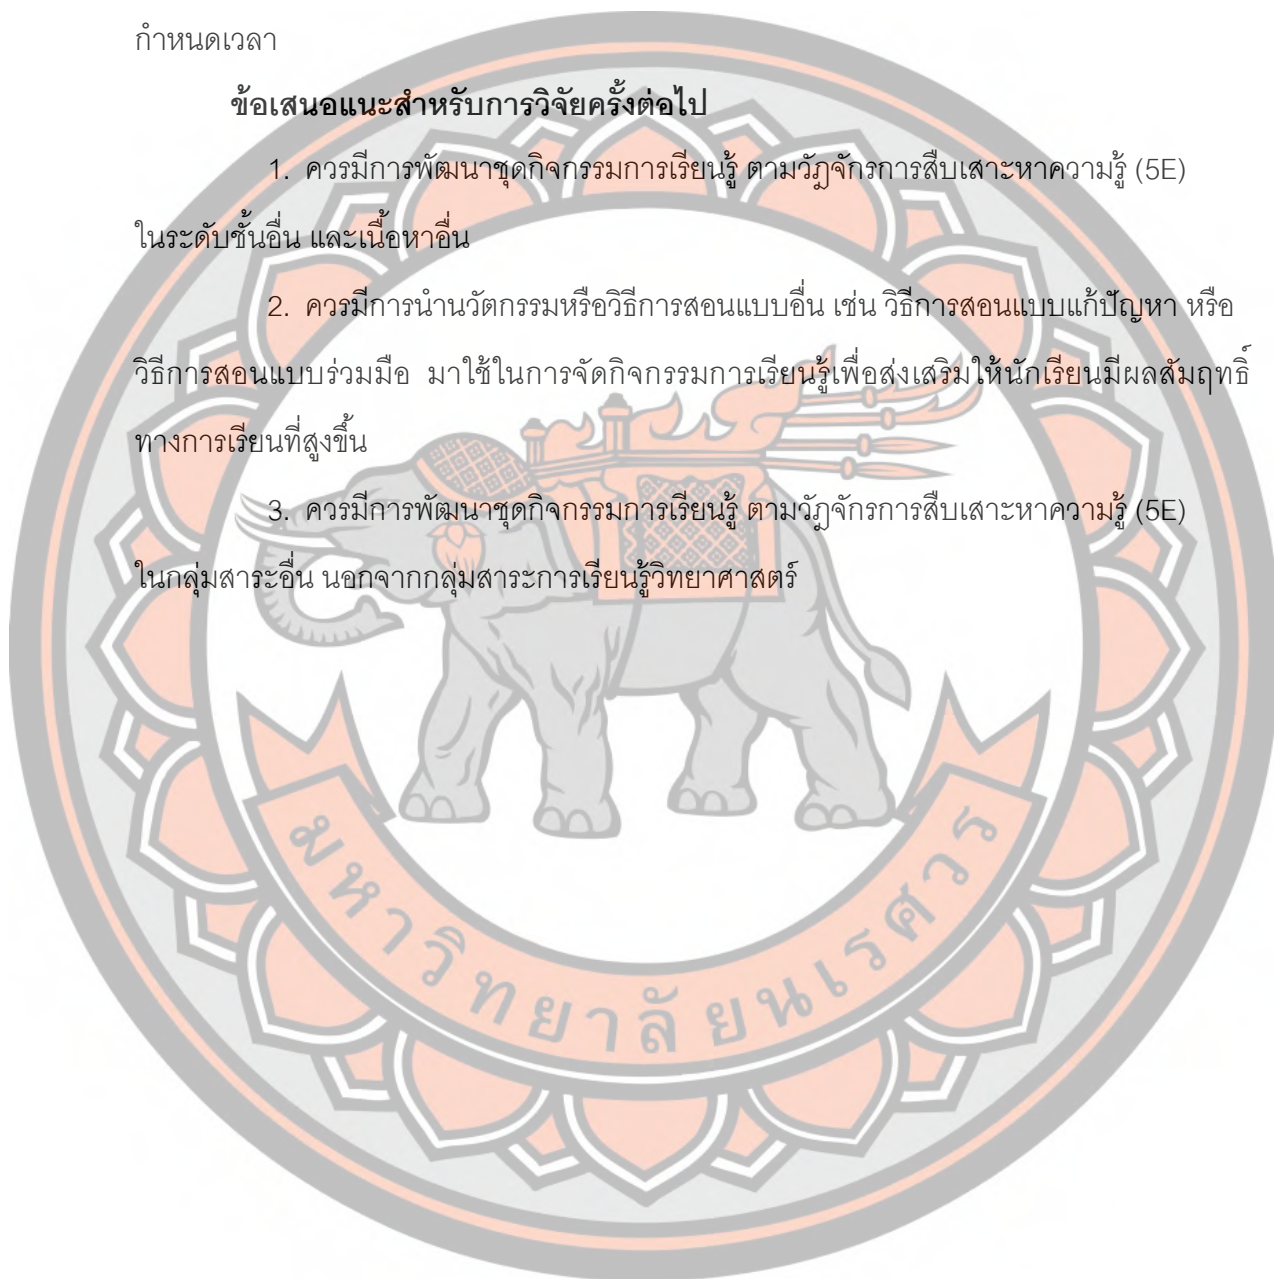 กำหนดเวลา
ข้อเสนอแนะสำหรับการวิจัยครั้งต่อไป
1. ควรมีการพัฒนาชุดกิจกรรมการเรียนรู้ ตามวัฏจักรการสืบเสาะหาความรู้ (5E)
ในระดับชั้นอื่น และเนื้อหาอื่น
2. ควรมีการนำนวัตกรรมหรือวิธีการสอนแบบอื่น เช่น วิธีการสอนแบบแก้ปัญหา หรือ
วิธีการสอนแบบร่วมมือ มาใช้ในการจัดกิจกรรมการเรียนรู้เพื่อส่งเสริมให้นักเรียนมีผลสัมฤทธิ์
ทางการเรียนที่สูงขึ้น
3. ควรมีการพัฒนาชุดกิจกรรมการเรียนรู้ ตามวัฏจักรการสืบเสาะหาความรู้ (5E)
ในกลุ่มสาระอื่น นอกจากกลุ่มสาระการเรียนรู้วิทยาศาสตร์
มหาวิทยาลัยนเรศวร